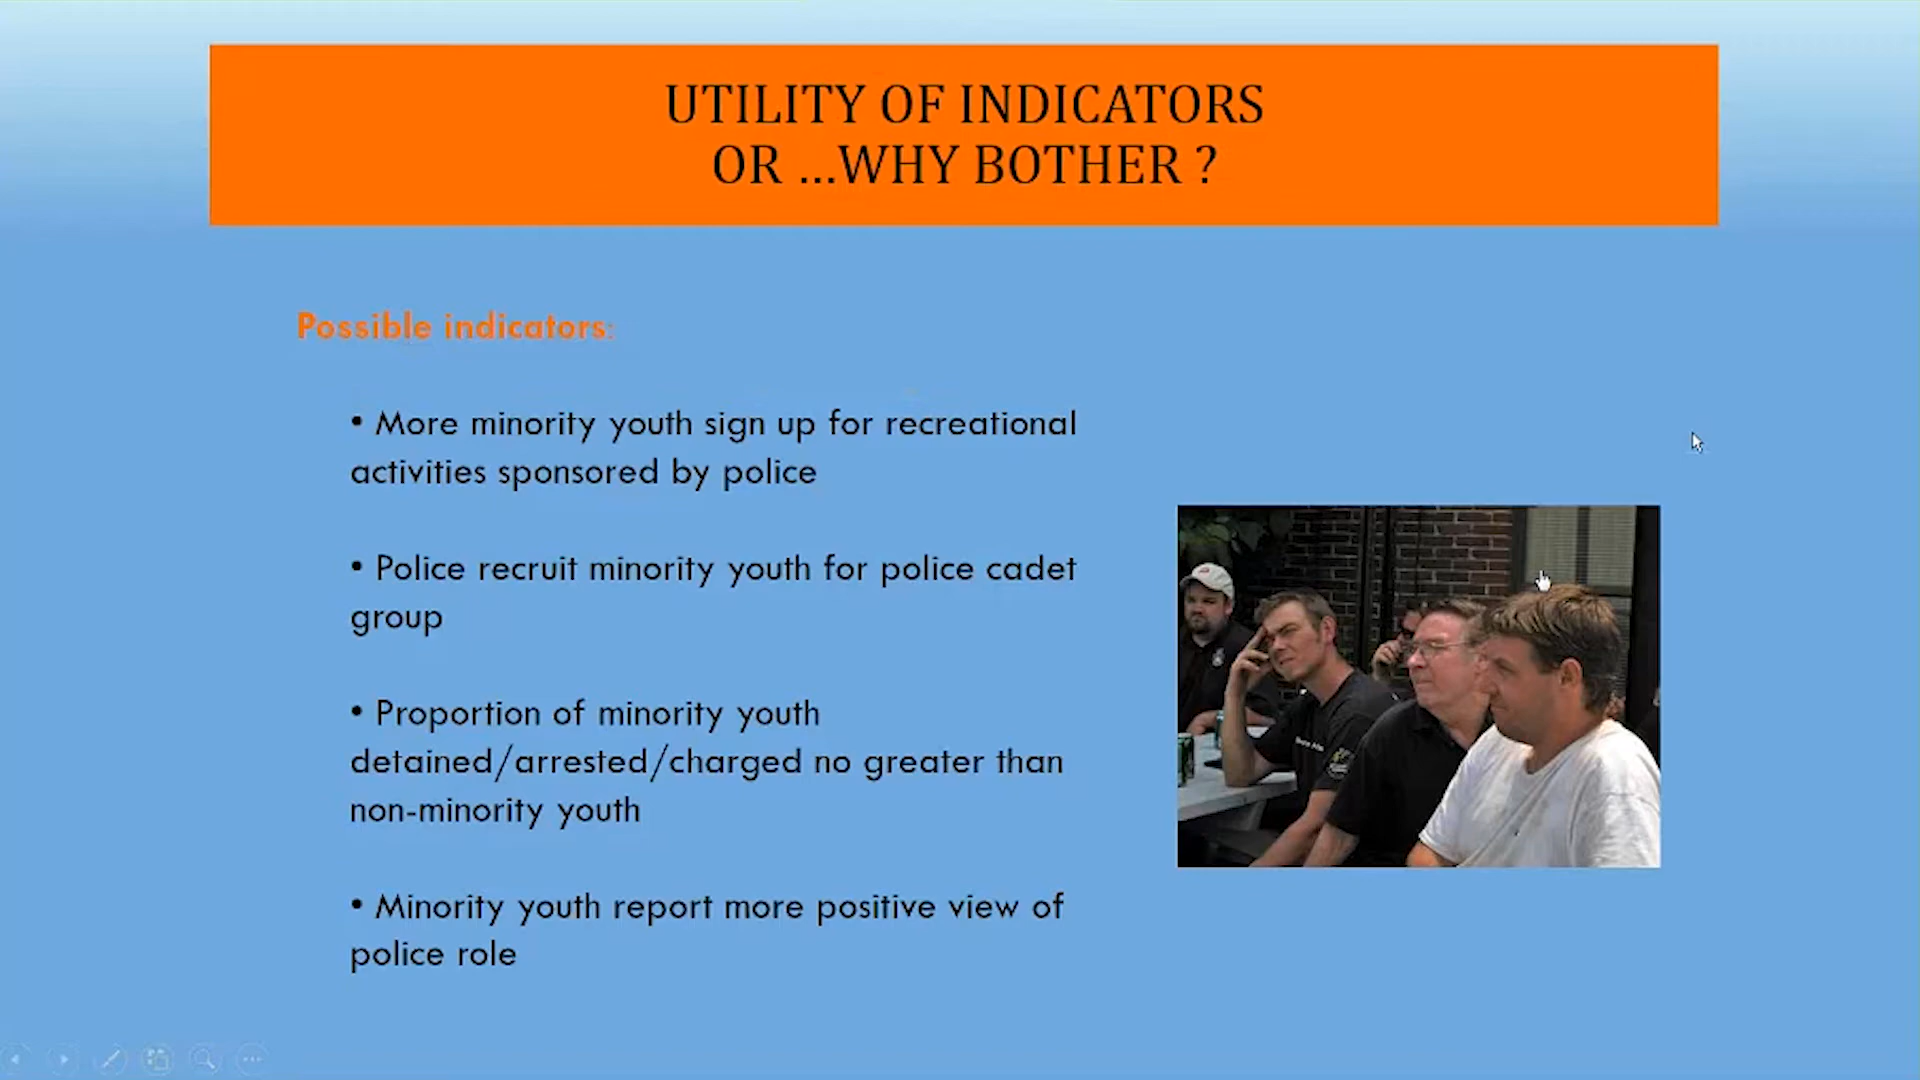 UTILITY OF INDICATORS
OR ...WHY BOTHER ?
Possible indicators:
• More minority youth sign up for recreational
activities sponsored by police
• Police recruit minority youth for police cadet
group
• Proportion of minority youth
detained/arrested/charged no greater than
non-minority youth
• Minority youth report more positive view of
police role